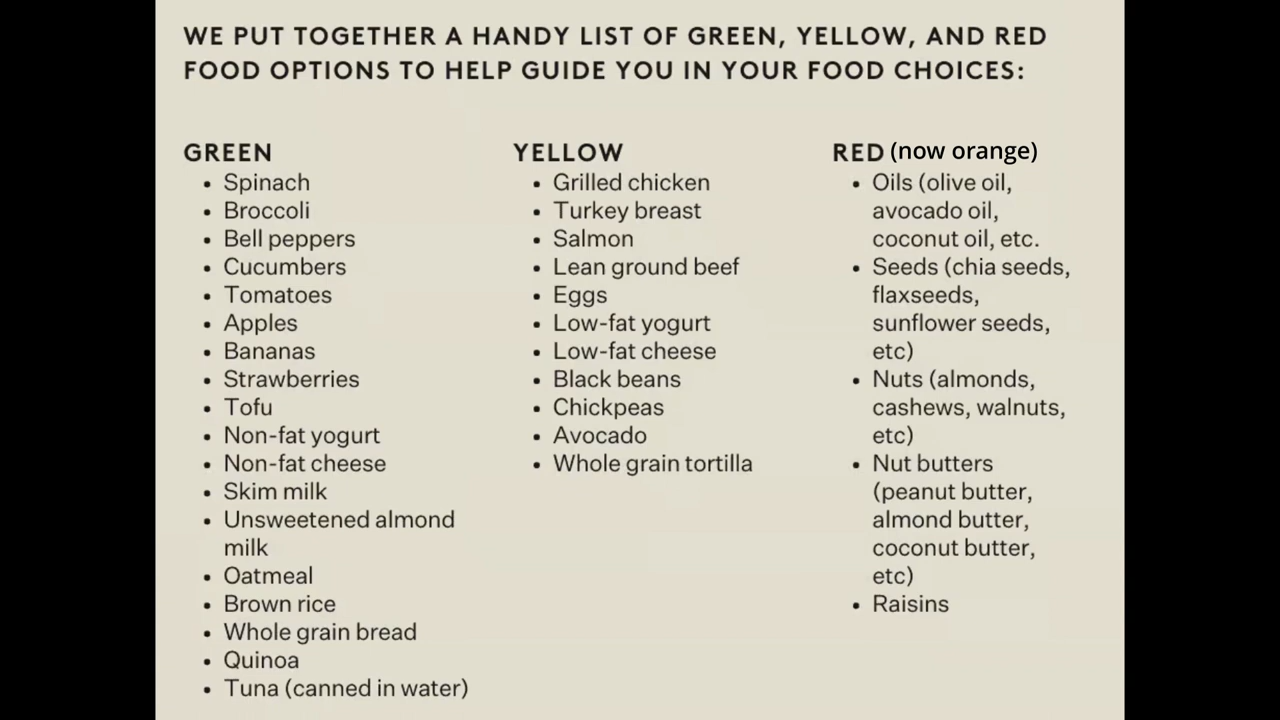 WE PUT TOGETHER A HANDY LIST OF GREEN, YELLOW, AND RED
FOOD OPTIONS TO HELP GUIDE YOU IN YOUR FOOD CHOICES:
GREEN
• Spinach
• Broccoli
• Bell peppers
• Cucumbers
• Tomatoes
• Apples
• Bananas
• Strawberries
• Tofu
• Non-fat yogurt
• Non-fat cheese
• Skim milk
• Unsweetened almond
milk
• Oatmeal
• Brown rice
• Whole grain bread
• Quinoa
• Tuna (canned in water)
YELLOW
• Grilled chicken
• Turkey breast
• Salmon
• Lean ground beef
• Eggs
• Low-fat yogurt
• Low-fat cheese
• Black beans
• Chickpeas
• Avocado
• Whole grain tortilla
RED (now orange)
• Oils (olive oil,
avocado oil,
coconut oil, etc.
• Seeds (chia seeds,
flaxseeds,
sunflower seeds,
etc)
• Nuts (almonds,
cashews, walnuts,
etc)
• Nut butters
(peanut butter,
almond butter,
coconut butter,
etc)
• Raisins